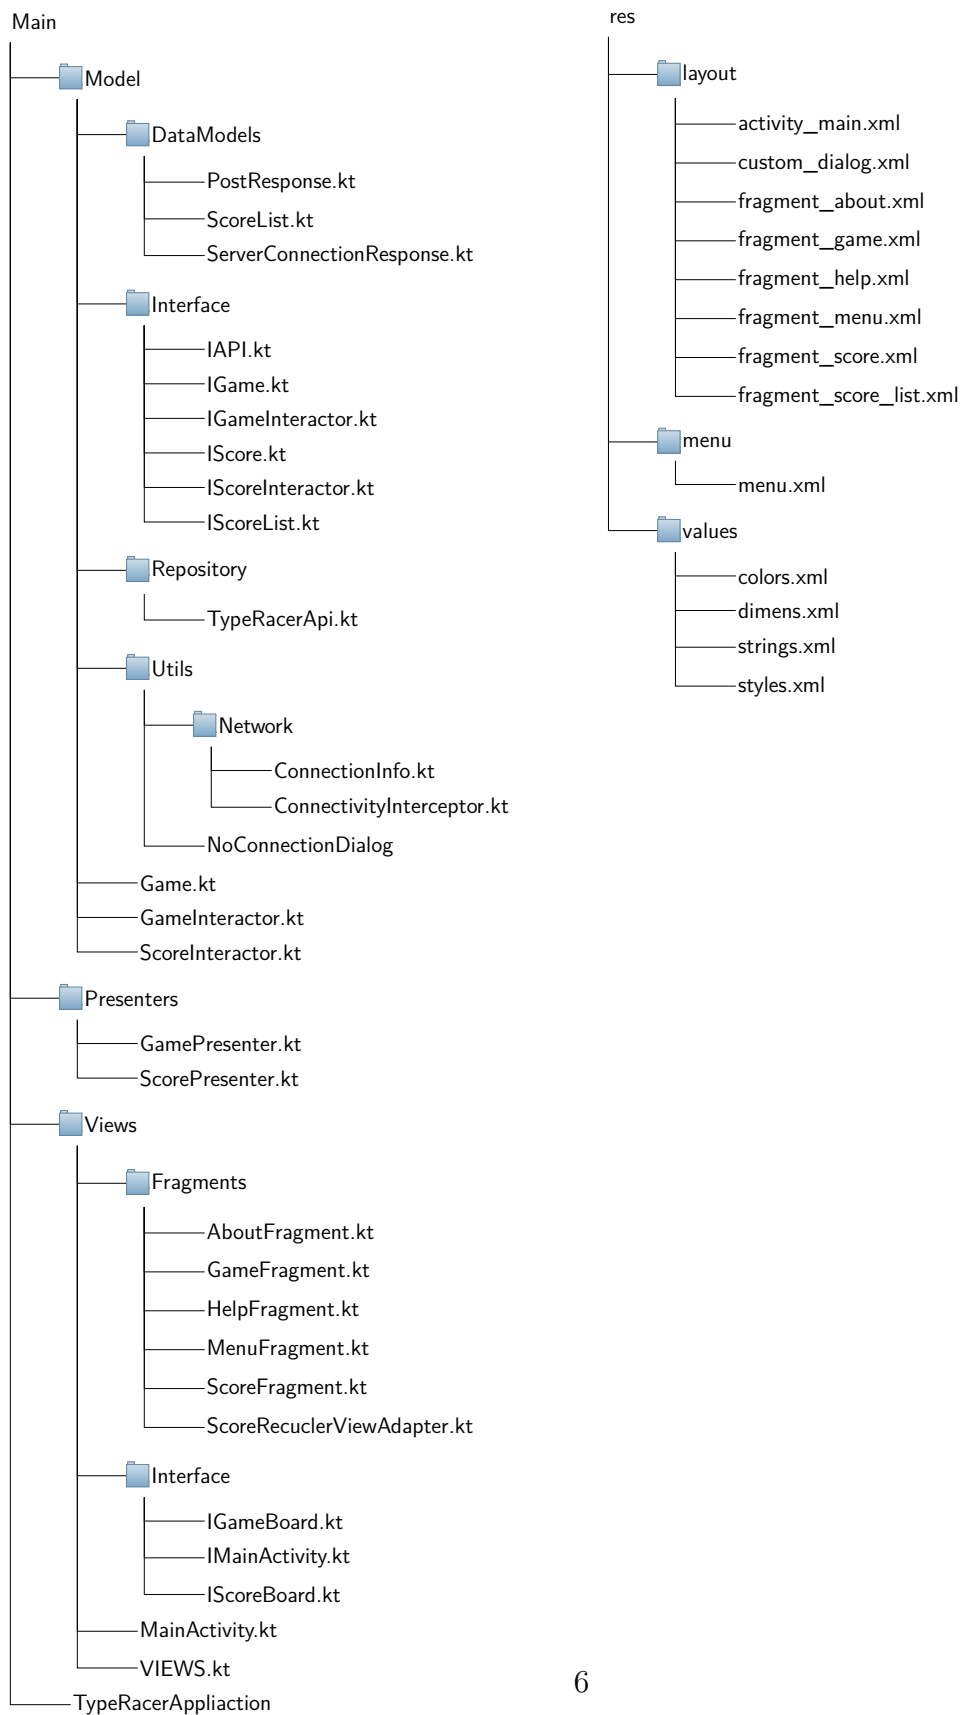 Main
Model
DataModels
PostResponse.kt
ScoreList.kt
ServerConnectionResponse.kt
Interface
IAPI.kt
IGame.kt
IGameInteractor.kt
IScore.kt
IScoreInteractor.kt
IScoreList.kt
Repository
TypeRacerApi.kt
Utils
Network
ConnectionInfo.kt
ConnectivityInterceptor.kt
NoConnectionDialog
Game.kt
GameInteractor.kt
ScoreInteractor.kt
Presenters
GamePresenter.kt
ScorePresenter.kt
Views
Fragments
AboutFragment.kt
GameFragment.kt
HelpFragment.kt
MenuFragment.kt
ScoreFragment.kt
ScoreRecuclerViewAdapter.kt
Interface
IGameBoard.kt
IMainActivity.kt
IScoreBoard.kt
MainActivity.kt
VIEWS.kt
TypeRacerAppliaction
res
layout
activity_main.xml
custom_dialog.xml
fragment_about.xml
fragment_game.xml
fragment_help.xml
fragment_menu.xml
fragment_score.xml
fragment_score_list.xml
menu
menu.xml
values
colors.xml
dimens.xml
strings.xml
styles.xml
6